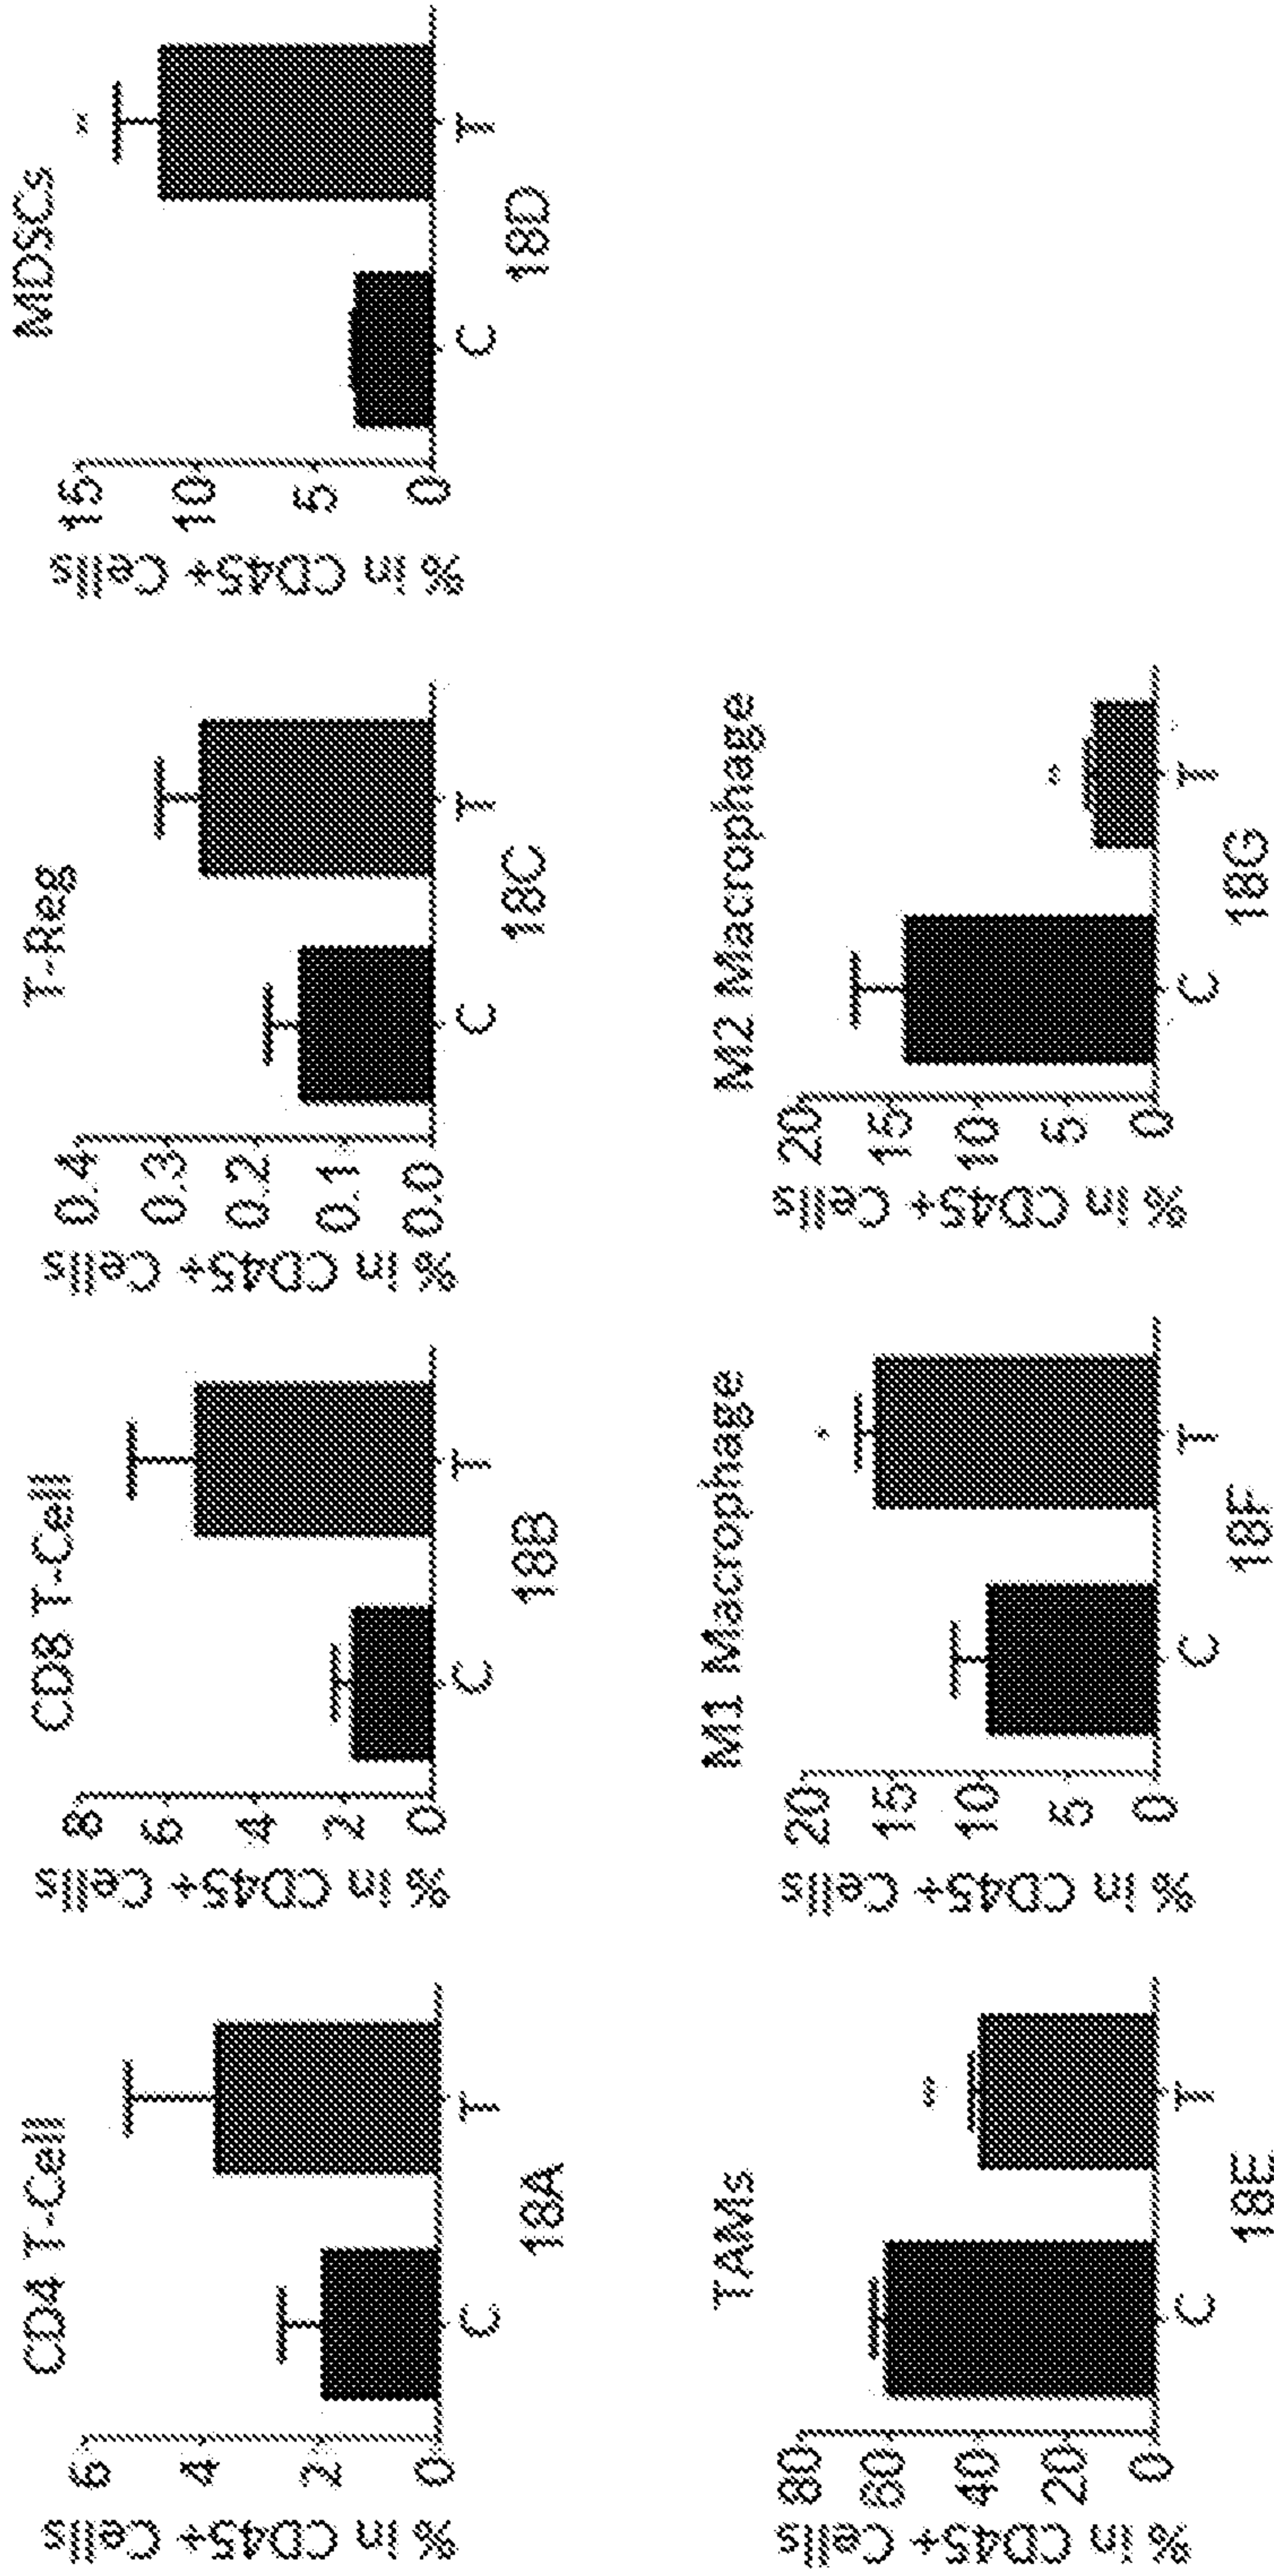 CD4 T-Cell
% in CD45+ Cells
6
4
2
0
C
T
18A
CD8 T-Cell
% in CD45+ Cells
8
6
4
2
0
C
T
18B
T-Reg
% in CD45+ Cells
0.4
0.3
0.2
0.1
0.0
C
T
18C
MDSCs
% in CD45+ Cells
15
10
5
0
C
T
18D
TAMs
% in CD45+ Cells
80
60
40
20
0
C
T
18E
M1 Macrophage
% in CD45+ Cells
20
15
10
5
0
*
C
T
18F
M2 Macrophage
% in CD45+ Cells
20
15
10
5
0
**
C
T
18G